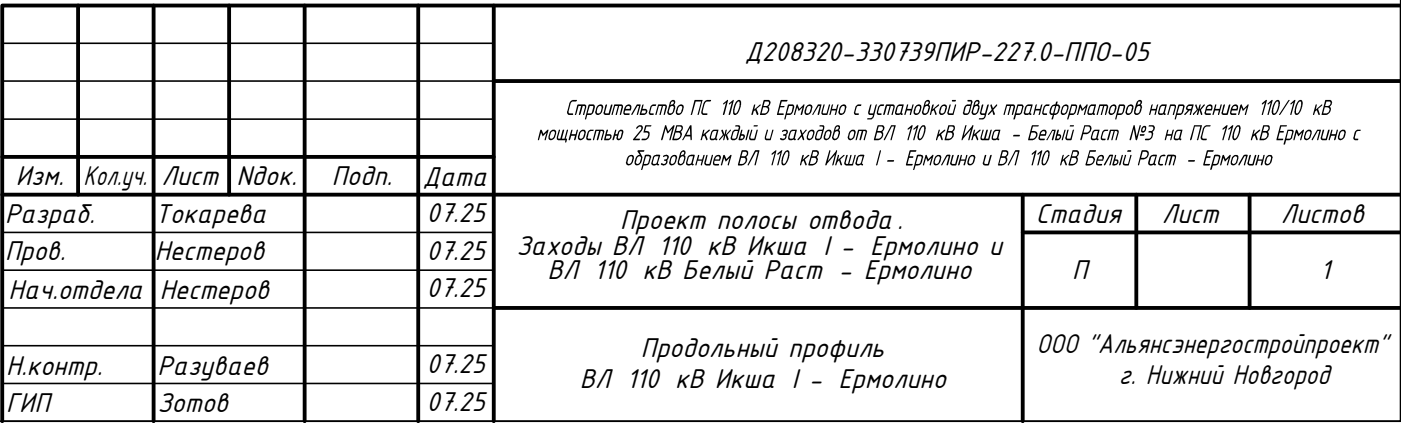 Д208320-330739ПИР-227.0-ППО-05
Строительство ПС 110 кВ Ермолино с установкой двух трансформаторов напряжением 110/10 кВ
мощностью 25 МВА каждый и заходов от ВЛ 110 кВ Икша - Белый Раст №3 на ПС 110 кВ Ермолино с
образованием ВЛ 110 кВ Икша I - Ермолино и ВЛ 110 кВ Белый Раст - Ермолино
Изм. Кол.уч. Лист Nдок. Подп. Дата
Разраб. Токарева 07.25
Пров. Нестеров 07.25
Нач.отдела Нестеров 07.25
Н.контр. Разуваев 07.25
ГИП Зотов 07.25
Проект полосы отвода.
Заходы ВЛ 110 кВ Икша I - Ермолино и
ВЛ 110 кВ Белый Раст - Ермолино
Стадия Лист Листов
П 1
Продольный профиль
ВЛ 110 кВ Икша I - Ермолино
ООО "Альянсэнергостройпроект"
г. Нижний Новгород